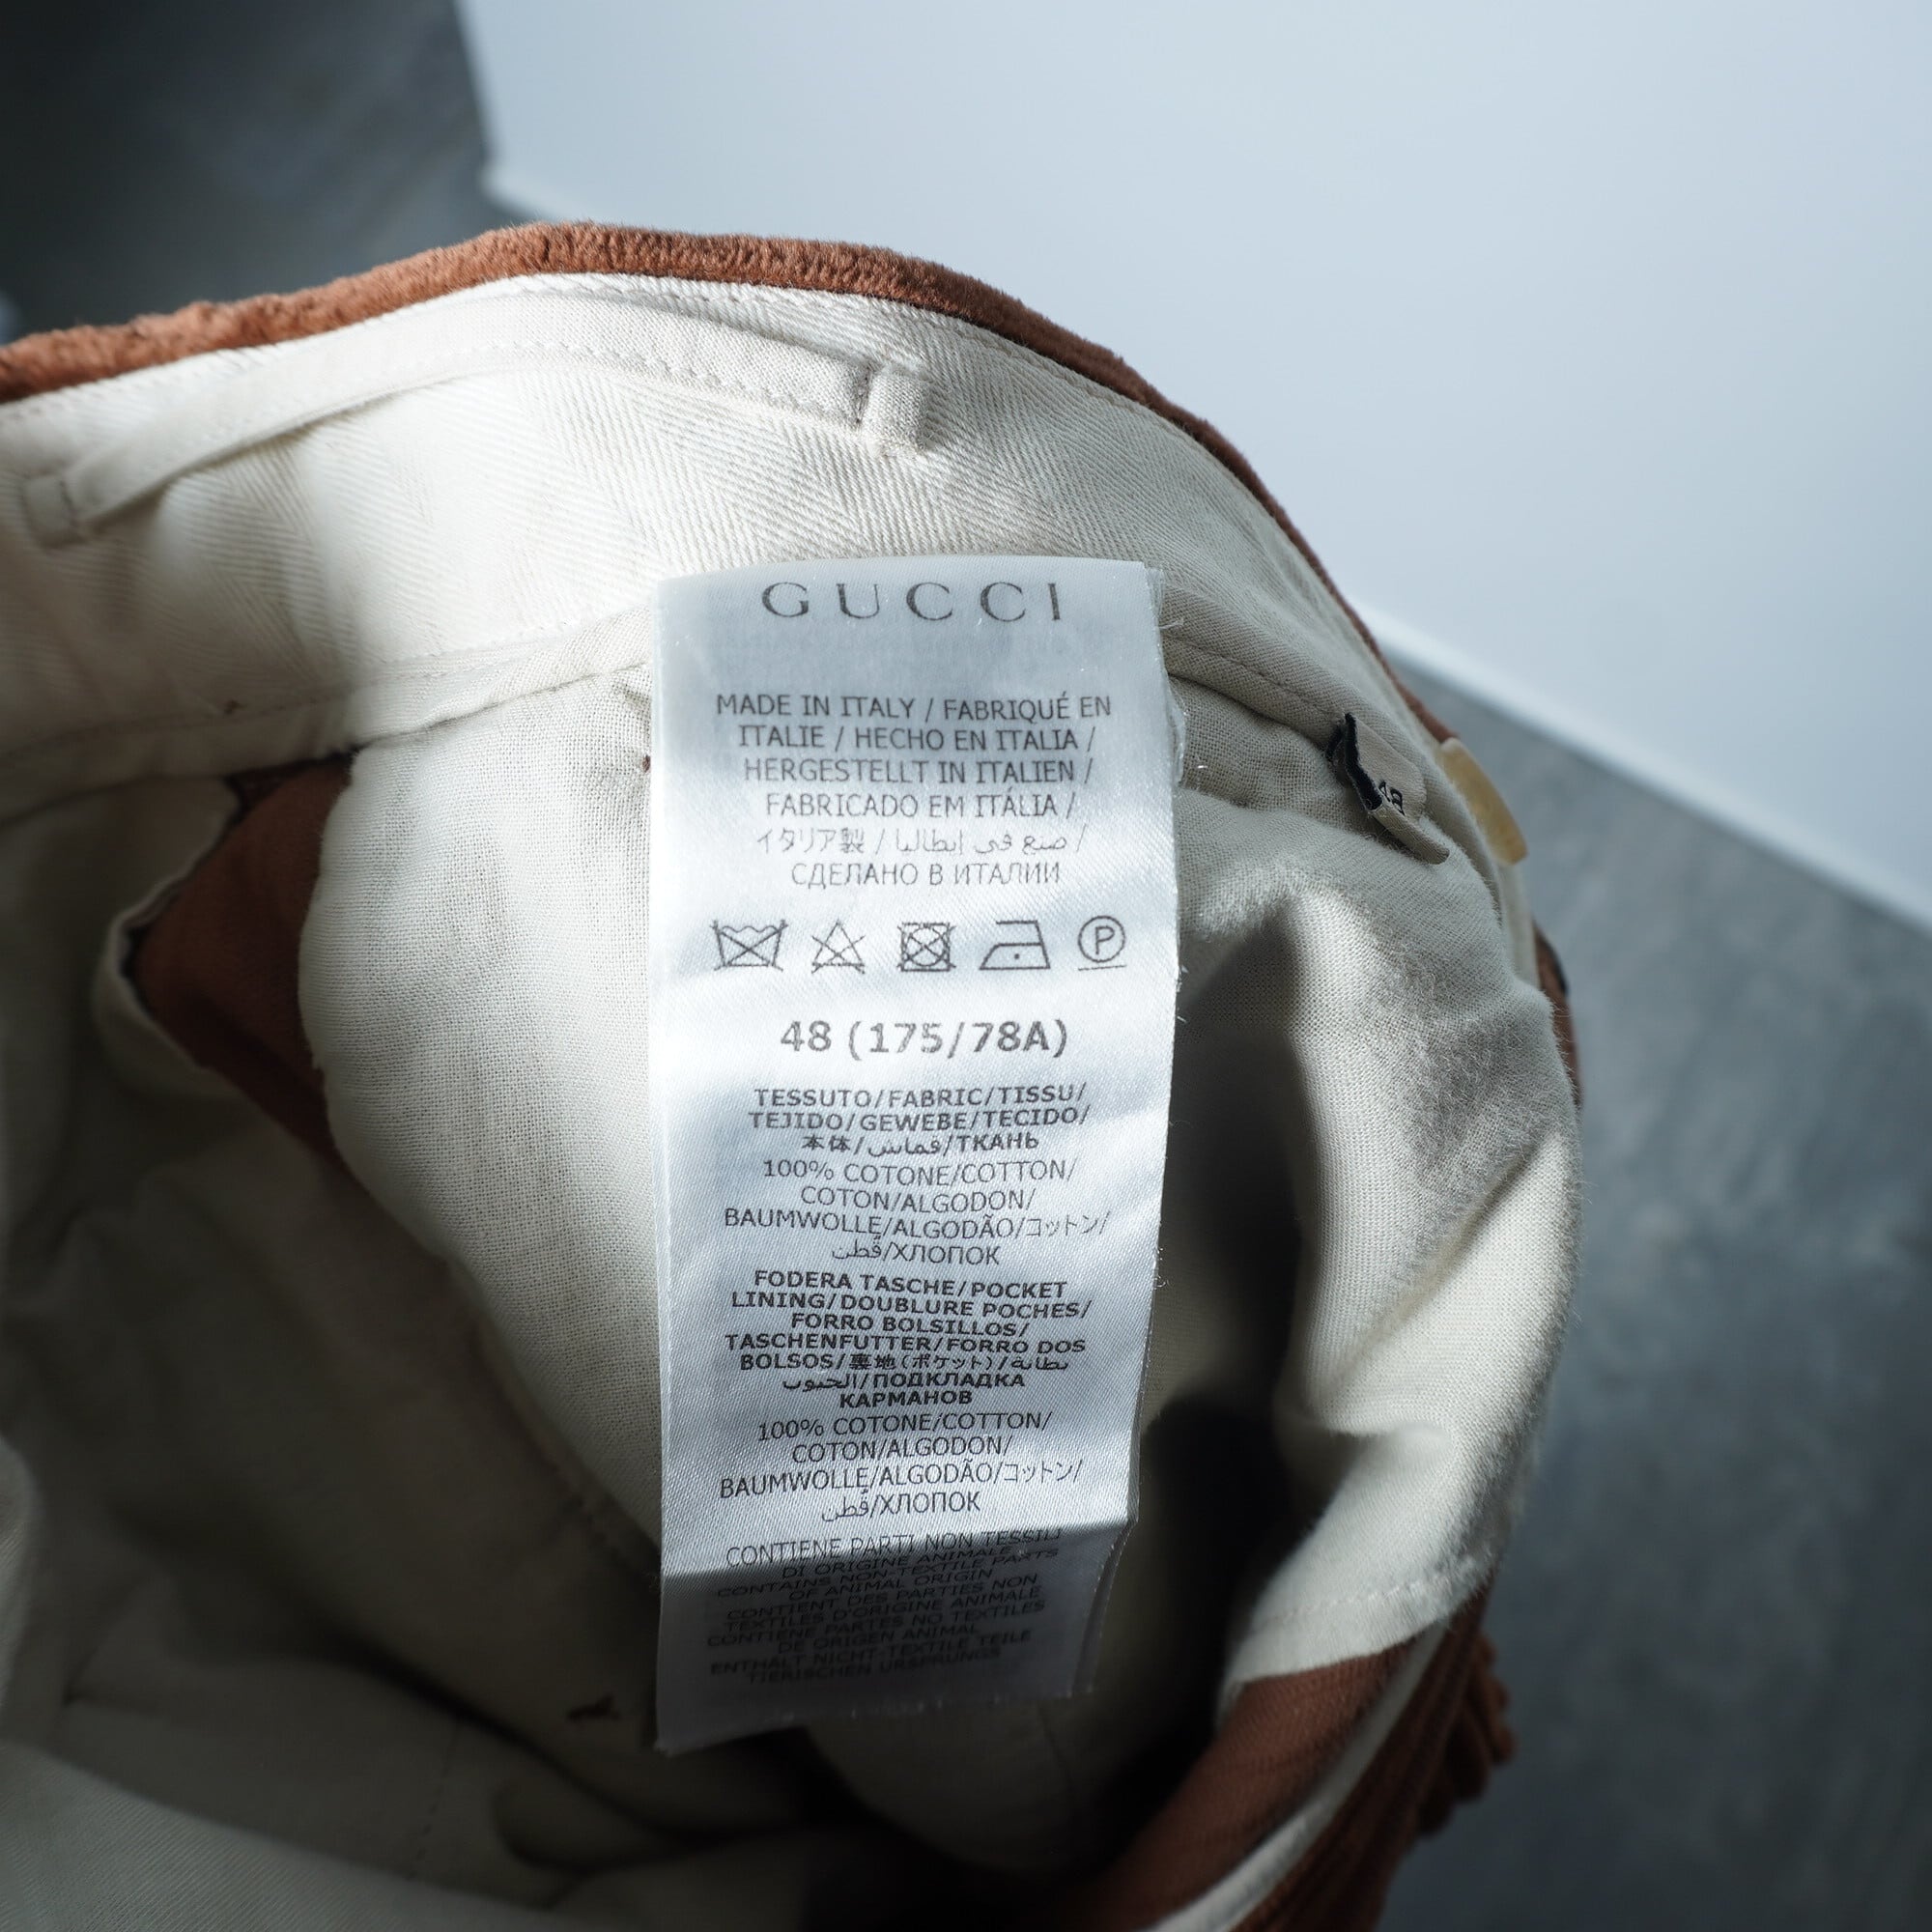 GUCCI
MADE IN ITALY / FABRIQUÉ EN
ITALIE / HECHO EN ITALIA /
HERGESTELLT IN ITALIEN /
FABRICADO EM ITÁLIA /
イタリア製 / صنع في إيطاليا /
СДЕЛАНО В ИТАЛИИ
P
48 (175/78A)
TESSUTO/FABRIC/TISSU/
TEJIDO/GEWEBE/TECIDO/
本体/قماش/ТКАНЬ
100% COTONE/COTTON/
COTON/ALGODON/
BAUMWOLLE/ALGODÃO/コットン/
قطن/ХЛОПОК
FODERA TASCHE/POCKET
LINING/DOUBLURE POCHES/
FORRO BOLSILLOS/
TASCHENFUTTER/FORRO DOS
BOLSOS/裏地(ポケット)/بطانة
الجيوب/ПОДКЛАДКА
КАРМАНОВ
100% COTONE/COTTON/
COTON/ALGODON/
BAUMWOLLE/ALGODÃO/コットン/
قطن/ХЛОПОК
CONTIENE PARTI NON TESSILI
DI ORIGINE ANIMALE
CONTAINS NON-TEXTILE PARTS
OF ANIMAL ORIGIN
CONTIENT DES PARTIES NON
TEXTILES D'ORIGINE ANIMALE
CONTIENE PARTES NO TEXTILES
DE ORIGEN ANIMAL
ENTHÄLT NICHT-TEXTILE TEILE
TIERISCHEN URSPRUNGS
48